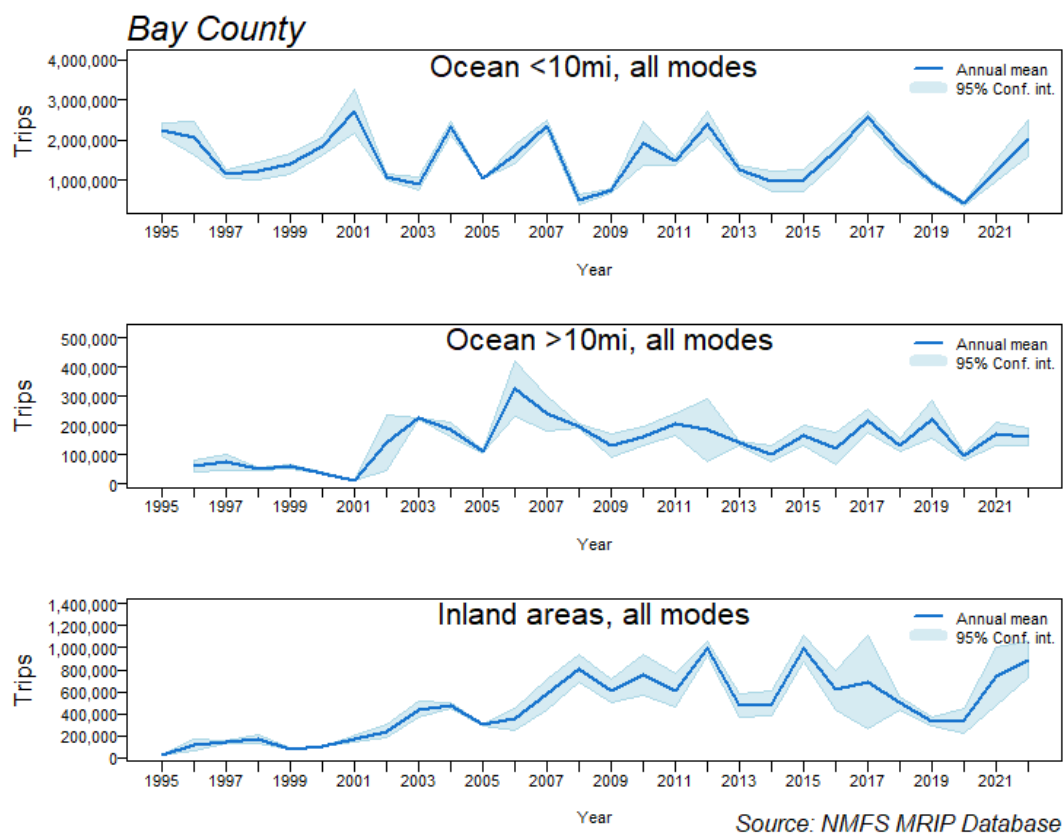 Bay County
Ocean <10mi, all modes
Annual mean
95% Conf. int.
4,000,000
3,000,000
2,000,000
1,000,000
Trips
1995 1997 1999 2001 2003 2005 2007 2009 2011 2013 2015 2017 2019 2021
Year
Ocean >10mi, all modes
Annual mean
95% Conf. int.
500,000
400,000
300,000
200,000
100,000
0
Trips
1995 1997 1999 2001 2003 2005 2007 2009 2011 2013 2015 2017 2019 2021
Year
Inland areas, all modes
Annual mean
95% Conf. int.
1,400,000
1,200,000
1,000,000
800,000
600,000
400,000
200,000
0
Trips
1995 1997 1999 2001 2003 2005 2007 2009 2011 2013 2015 2017 2019 2021
Year
Source: NMFS MRIP Database